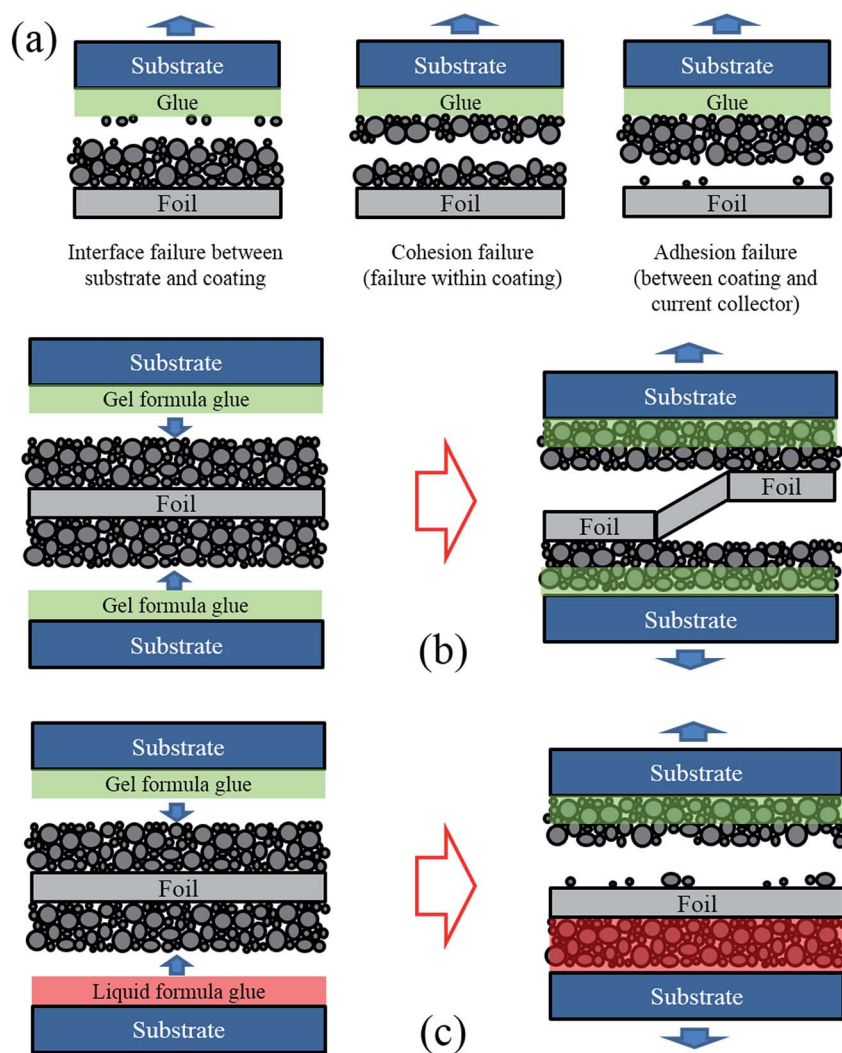 (a)
Substrate
Glue
Foil
Interface failure between
substrate and coating
Substrate
Glue
Foil
Cohesion failure
(failure within coating)
Substrate
Glue
Foil
Adhesion failure
(between coating and
current collector)
Substrate
Gel formula glue
Foil
Gel formula glue
Substrate
Substrate
Foil
Foil
Substrate
(b)
Substrate
Gel formula glue
Foil
Liquid formula glue
Substrate
Substrate
Foil
Substrate
(c)